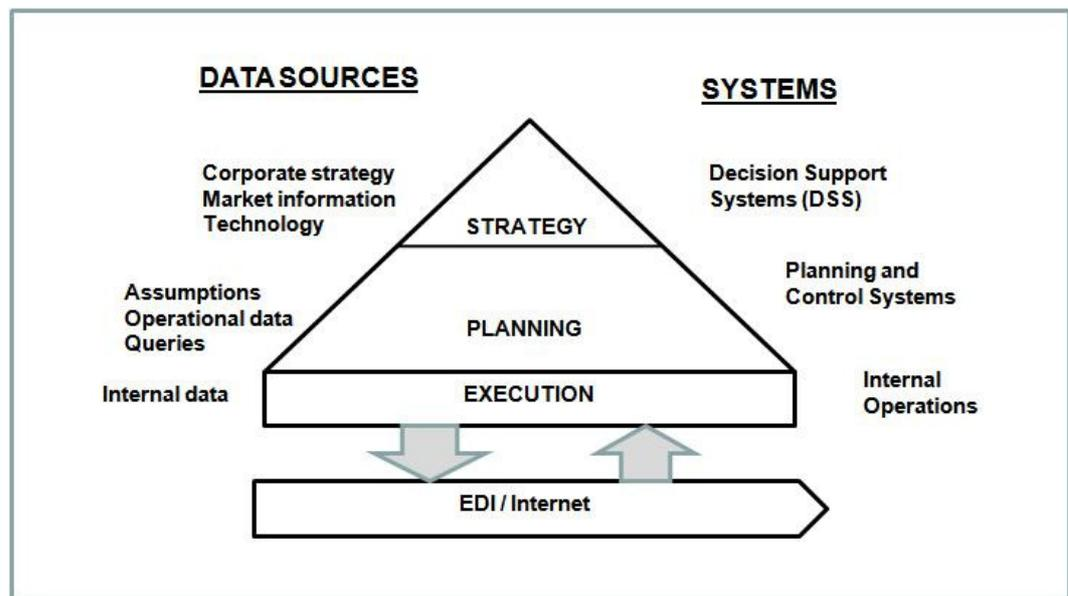 DATA SOURCES
SYSTEMS
Corporate strategy
Market information
Technology
STRATEGY
Decision Support
Systems (DSS)
Assumptions
Operational data
Queries
PLANNING
Planning and
Control Systems
Internal data
EXECUTION
Internal
Operations
EDI / Internet